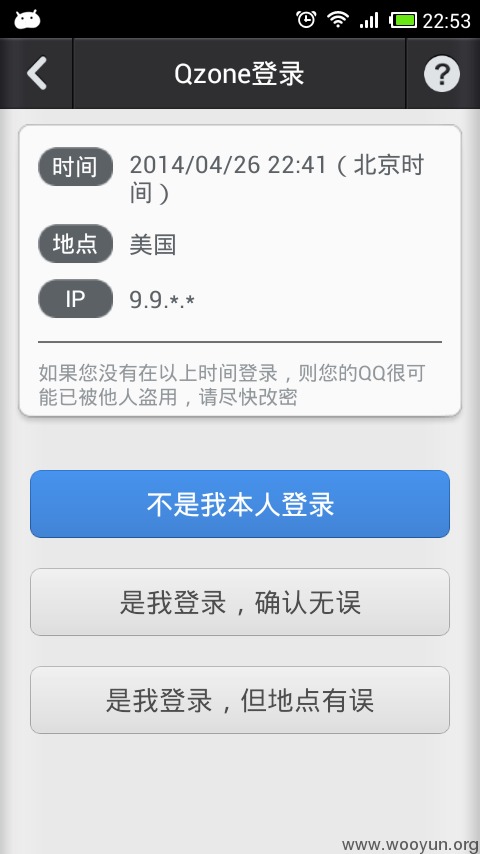 22:53
Qzone登录
?
时间 2014/04/26 22:41（北京时
间）
地点 美国
IP 9.9.*.*
如果您没有在以上时间登录，则您的QQ很可
能已被他人盗用，请尽快改密
不是我本人登录
是我登录，确认无误
是我登录，但地点有误
www.wooyun.org